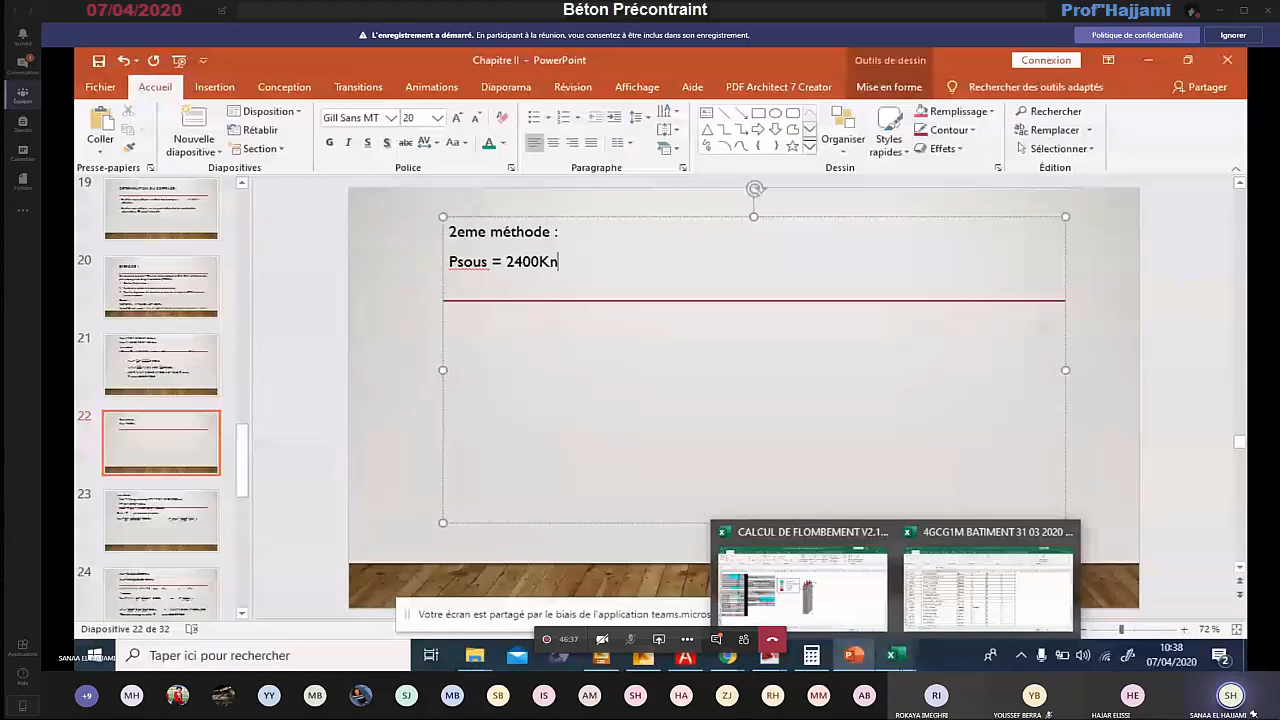 07/04/2020
Béton Précontraint
Prof"Hajjami
L'enregistrement a démarré. En participant à la réunion, vous consentez à être inclus dans son enregistrement.
Politique de confidentialité
Ignorer
Chapitre II - PowerPoint
Outils de dessin
Connexion
Fichier
Accueil
Insertion
Conception
Transitions
Animations
Diaporama
Révision
Affichage
Aide
PDF Architect 7 Creator
Mise en forme
Rechercher des outils adaptés
Partager
Coller
Nouvelle diapositive
Disposition
Rétablir
Section
Gill Sans MT
20
G I S S abc AV Aa
A
Organiser
Styles rapides
Remplissage
Contour
Effets
Rechercher
Remplacer
Sélectionner
Presse-papiers
Diapositives
Police
Paragraphe
Dessin
Édition
19
20
21
22
23
24
2eme méthode :
Psous = 2400Kn
CALCUL DE FLOMBEMENT V2.1...
4GCG1M BATIMENT 31 03 2020 ...
Votre écran est partagé par le biais de l'application teams.micros
Diapositive 22 de 32
72 %
46:37
SANAA EL HAJJAMI
Taper ici pour rechercher
10:38
07/04/2020
2
+9
MH
YY
MB
SJ
MB
SB
IS
AM
SH
HA
ZJ
RH
MM
AB
RI
YB
HE
SH
ROKAYA IMEGHRI
YOUSSEF BERRA
HAJAR ELISSI
SANAA EL HAJJAMI